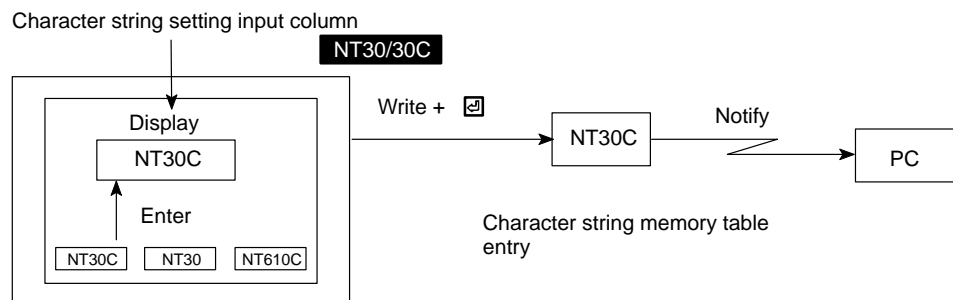 Character string setting input column
NT30/30C
Display
NT30C
Enter
NT30C NT30 NT610C
Write + ↵
NT30C
Notify
PC
Character string memory table
entry